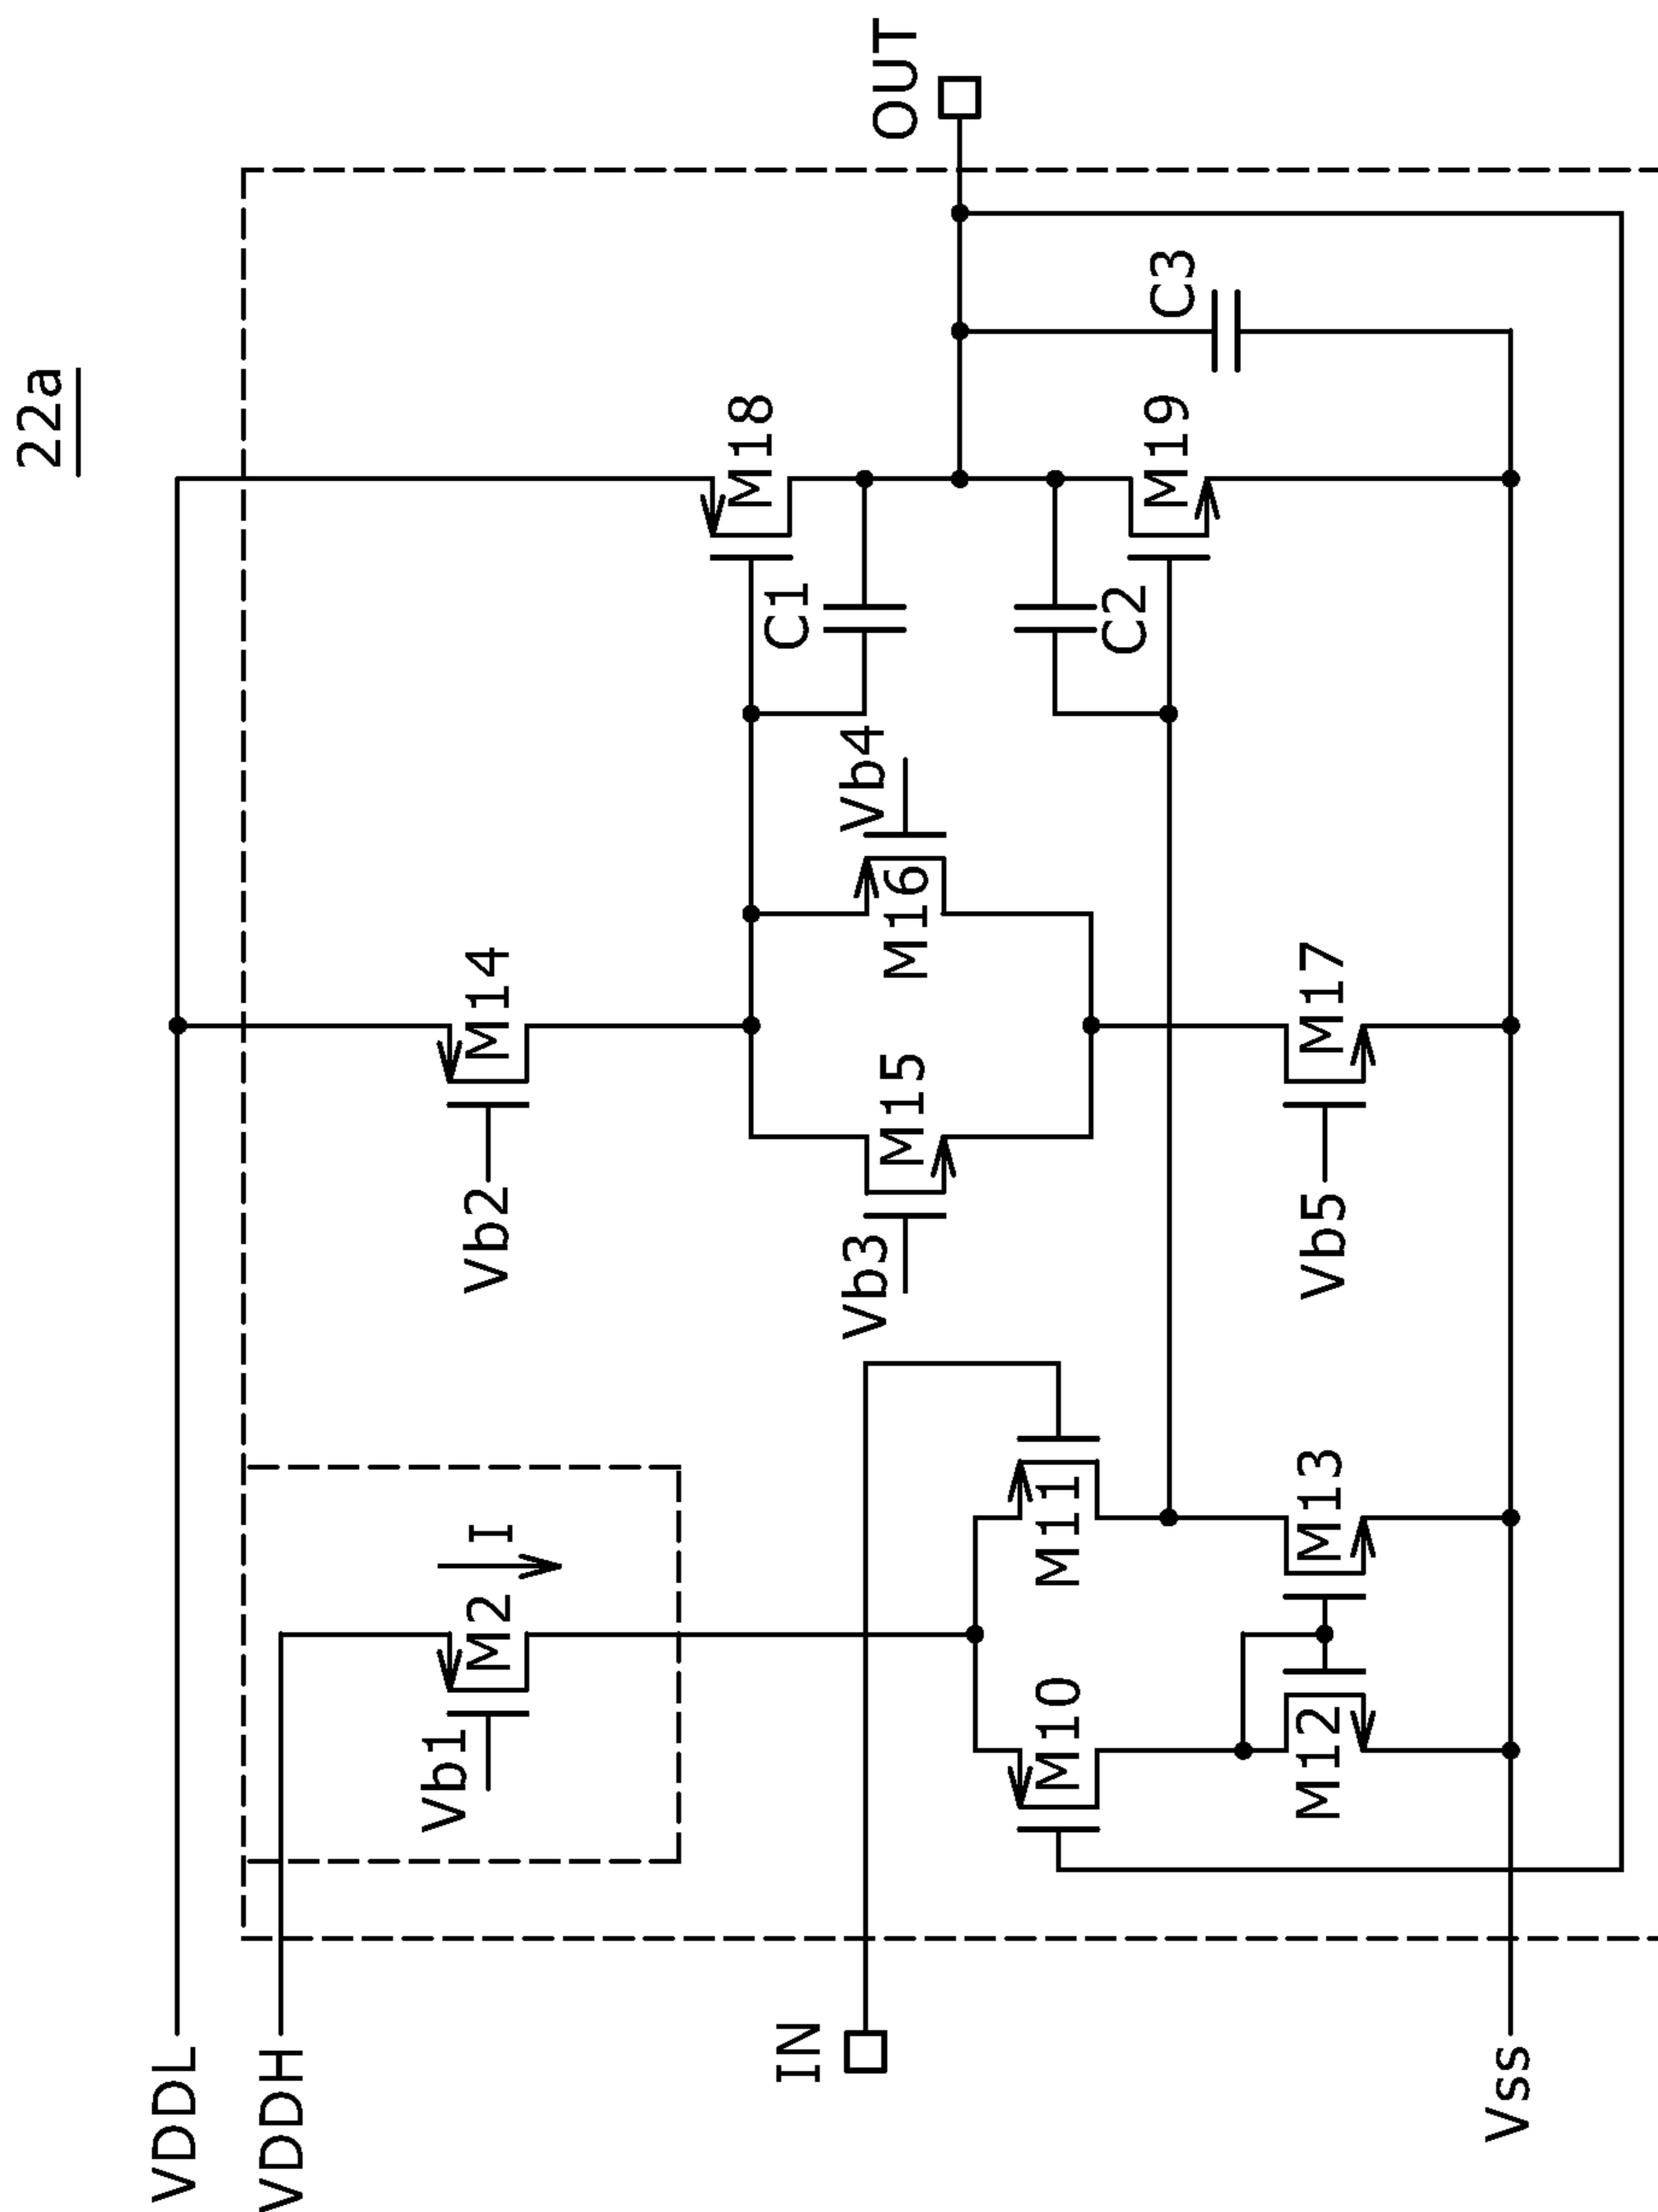 22a
VDDL
VDDH
Vb1
M2
I
Vb2
M14
M18
C1
IN
Vb3
M15
M16
Vb4
OUT
M10
M11
C2
M19
C3
M12
M13
Vb5
M17
Vss